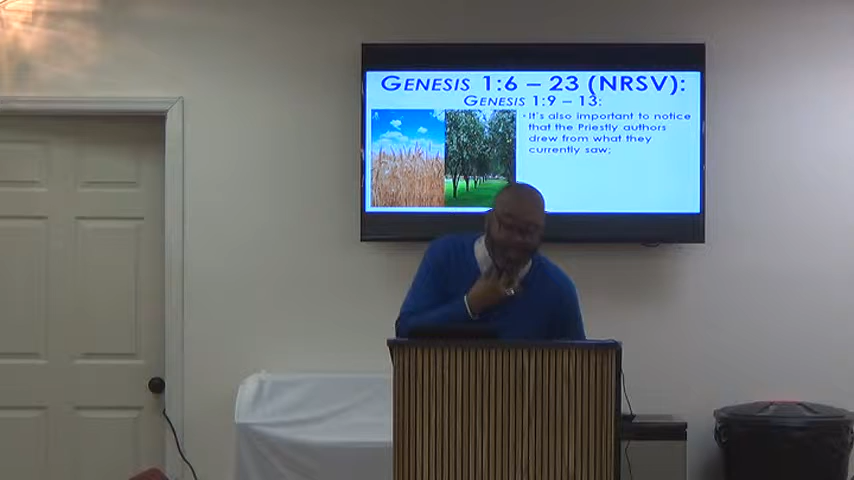 GENESIS 1:6 – 23 (NRSV):
GENESIS 1:9 – 13:
• It's also important to notice
that the Priestly authors
drew from what they
currently saw;